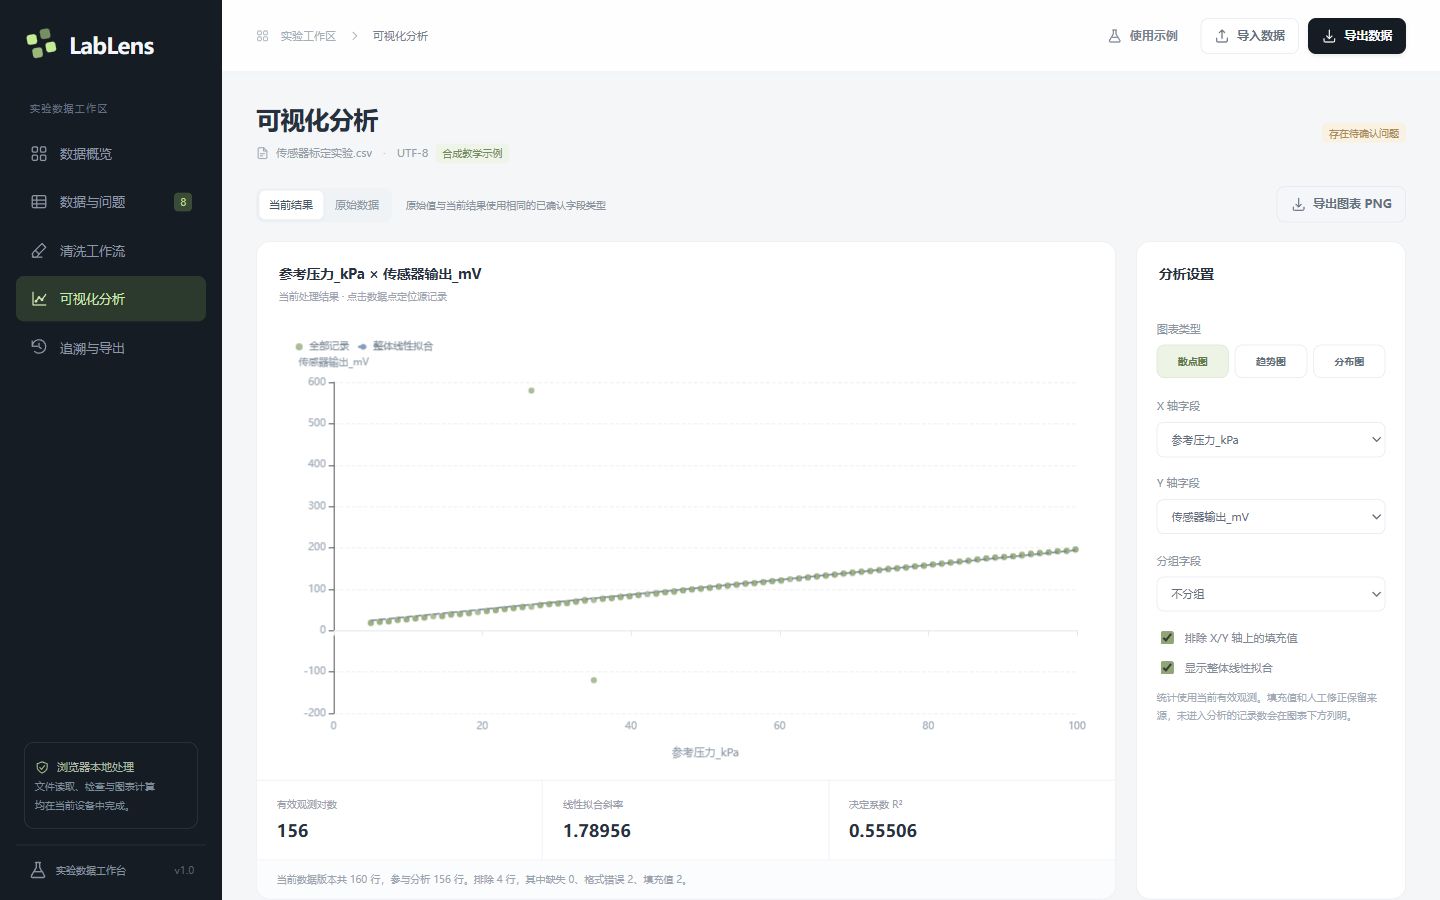 LabLens
实验数据工作区
数据概览
数据与问题
8
清洗工作流
可视化分析
追溯与导出
浏览器本地处理
文件读取、检查与图表计算
均在当前设备中完成。
实验数据工作台
v1.0
实验工作区
可视化分析
使用示例
导入数据
导出数据
可视化分析
传感器标定实验.csv · UTF-8 合成教学示例
存在待确认问题
当前结果
原始数据
原始值与当前结果使用相同的已确认字段类型
导出图表 PNG
参考压力_kPa × 传感器输出_mV
当前处理结果 · 点击数据点定位源记录
全部记录
整体线性拟合
传感器输出_mV
600
500
400
300
200
100
0
-100
-200
0
20
40
60
80
100
参考压力_kPa
有效观测对数
156
线性拟合斜率
1.78956
决定系数 R²
0.55506
当前数据版本共 160 行，参与分析 156 行。排除 4 行，其中缺失 0、格式错误 2、填充值 2。
分析设置
图表类型
散点图
趋势图
分布图
X 轴字段
参考压力_kPa
Y 轴字段
传感器输出_mV
分组字段
不分组
排除 X/Y 轴上的填充值
显示整体线性拟合
统计使用当前有效观测。填充值和人工修正保留来
源，未进入分析的记录数会在图表下方列明。